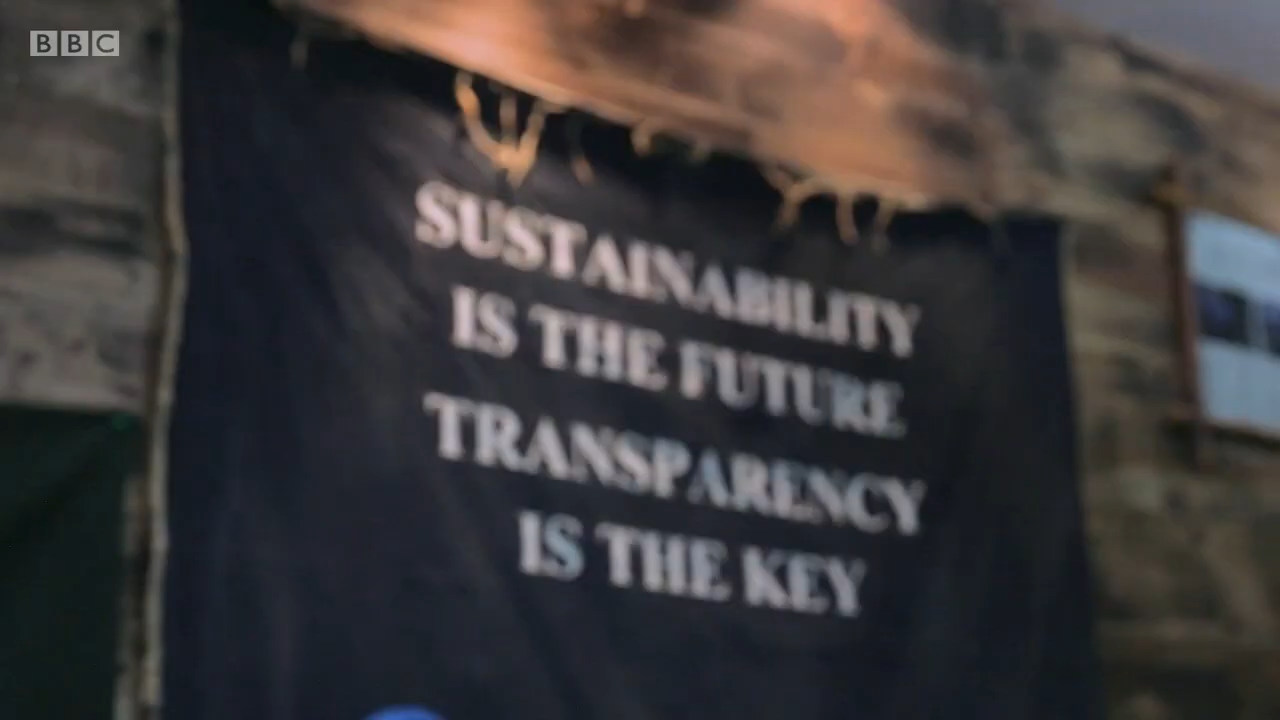 BBC
SUSTAINABILITY
IS THE FUTURE
TRANSPARENCY
IS THE KEY